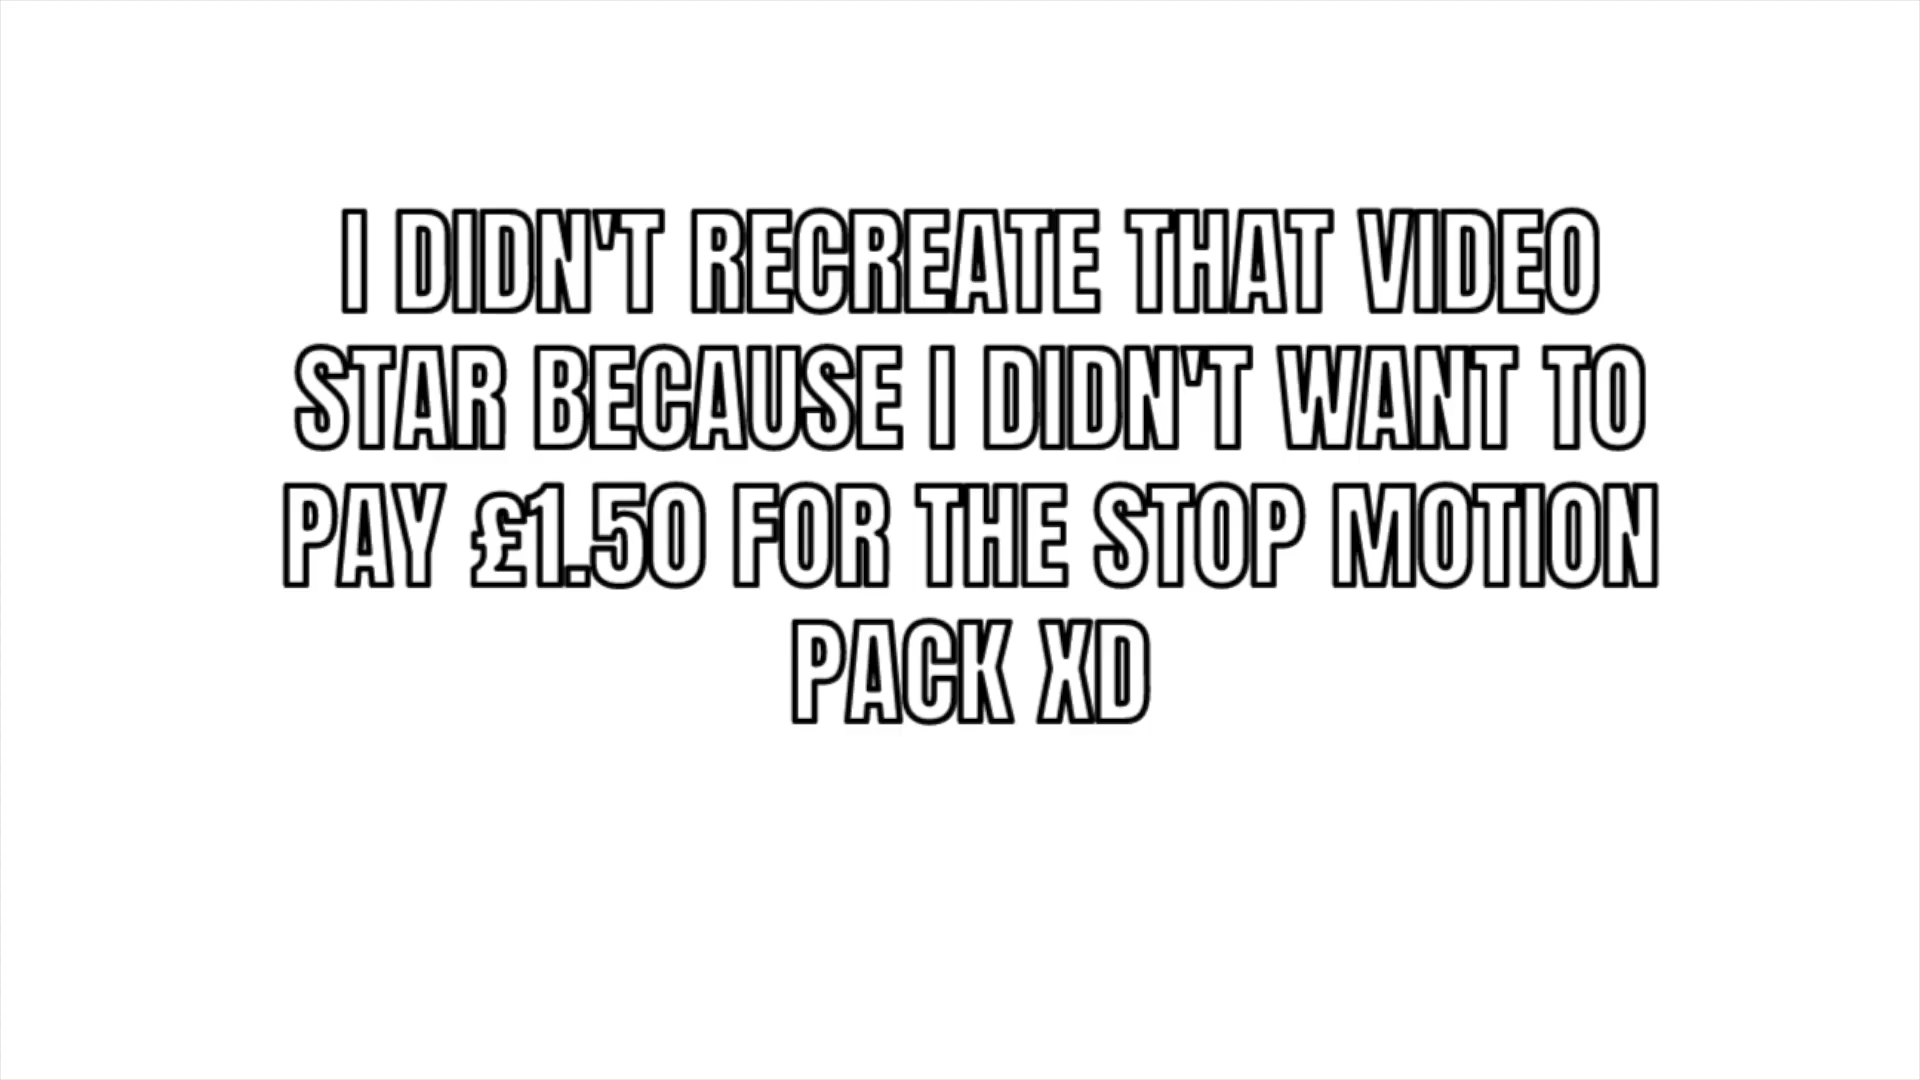 I DIDN'T RECREATE THAT VIDEO
STAR BECAUSE I DIDN'T WANT TO
PAY £1.50 FOR THE STOP MOTION
PACK XD